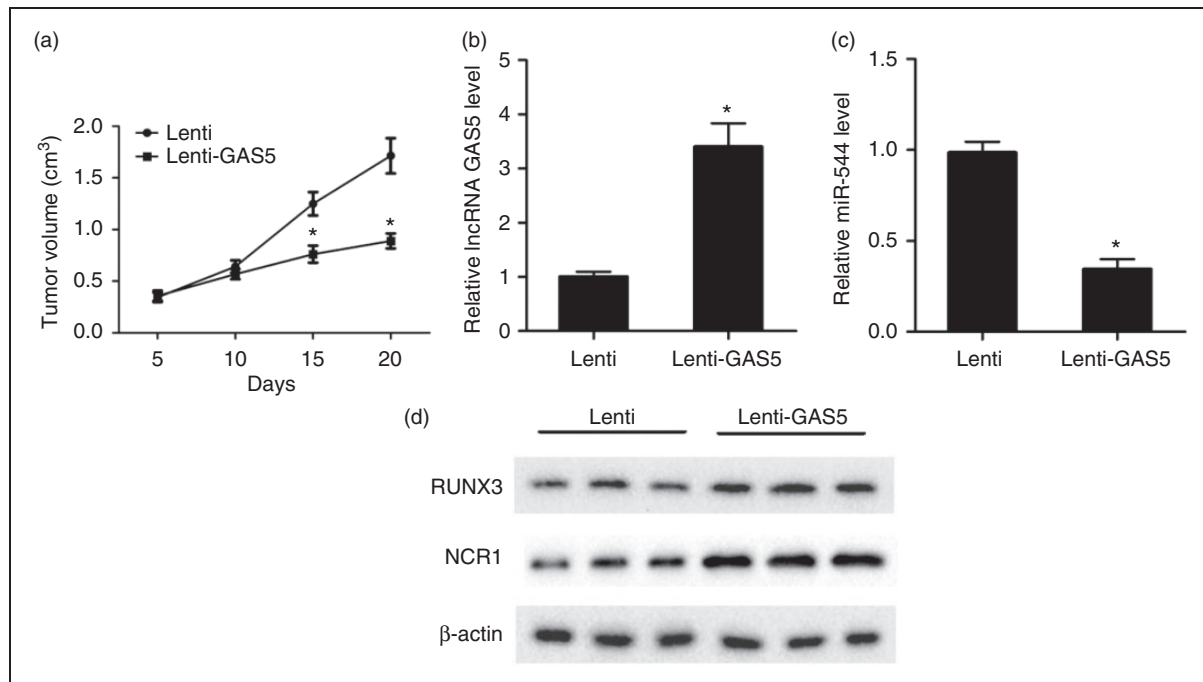 (a)
Tumor volume (cm3)
2.0
1.5
1.0
0.5
0.0
Lenti
Lenti-GAS5
*
*
5 10 15 20
Days
(b)
Relative lncRNA GAS5 level
5
4
3
2
1
0
*
Lenti Lenti-GAS5
(c)
Relative miR-544 level
1.5
1.0
0.5
0.0
*
Lenti Lenti-GAS5
(d)
Lenti Lenti-GAS5
RUNX3
NCR1
β-actin